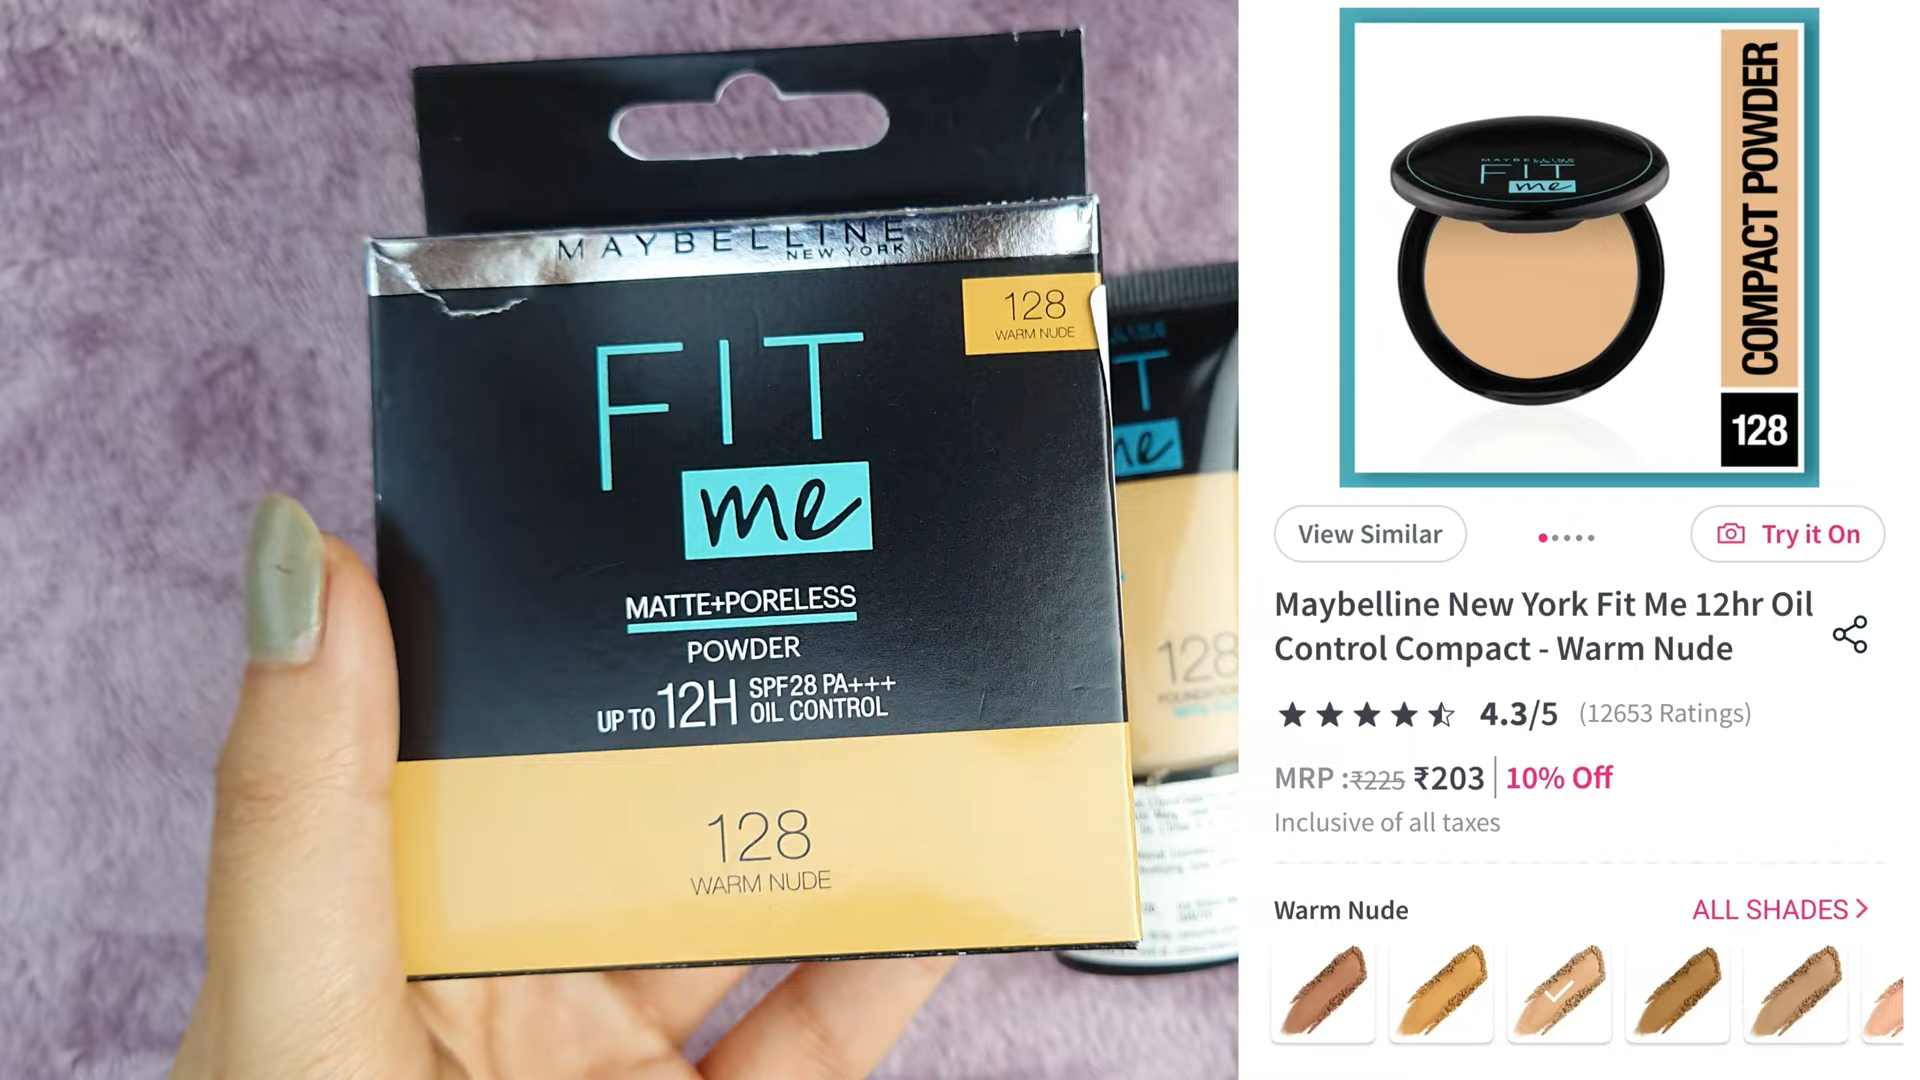 MAYBELLINE
NEW YORK
128
WARM NUDE
FIT
me
MATTE+PORELESS
POWDER
UP TO 12H SPF28 PA+++
OIL CONTROL
128
WARM NUDE
T
me
128
MAYBELLINE
FIT
me
COMPACT POWDER
128
View Similar
Try it On
Maybelline New York Fit Me 12hr Oil
Control Compact - Warm Nude
4.3/5 (12653 Ratings)
MRP :₹225 ₹203 | 10% Off
Inclusive of all taxes
Warm Nude
ALL SHADES >